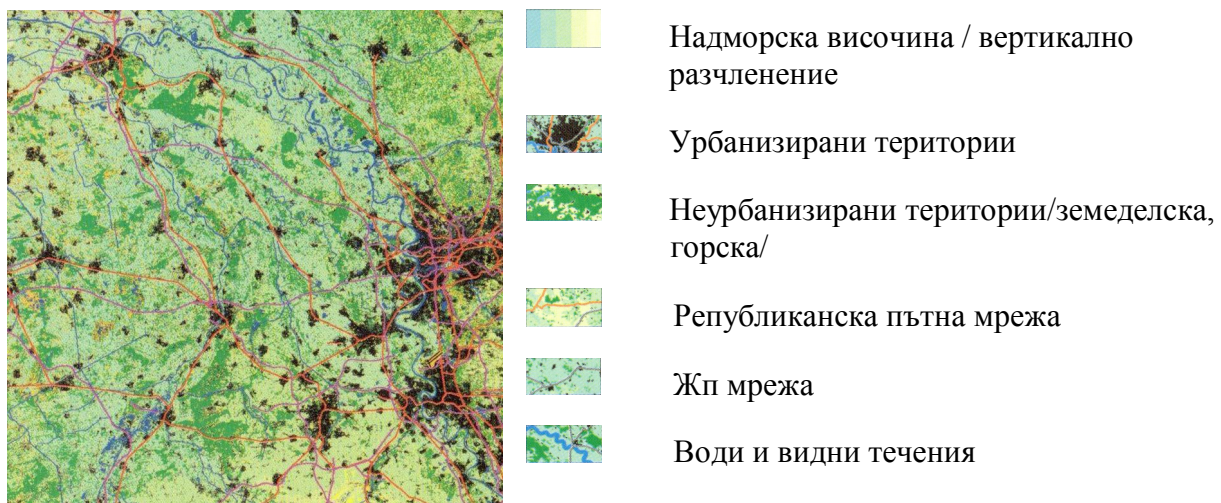 Надморска височина / вертикално
разчленение
Урбанизирани територии
Неурбанизирани територии/земеделска,
горска/
Републиканска пътна мрежа
Жп мрежа
Води и видни течения